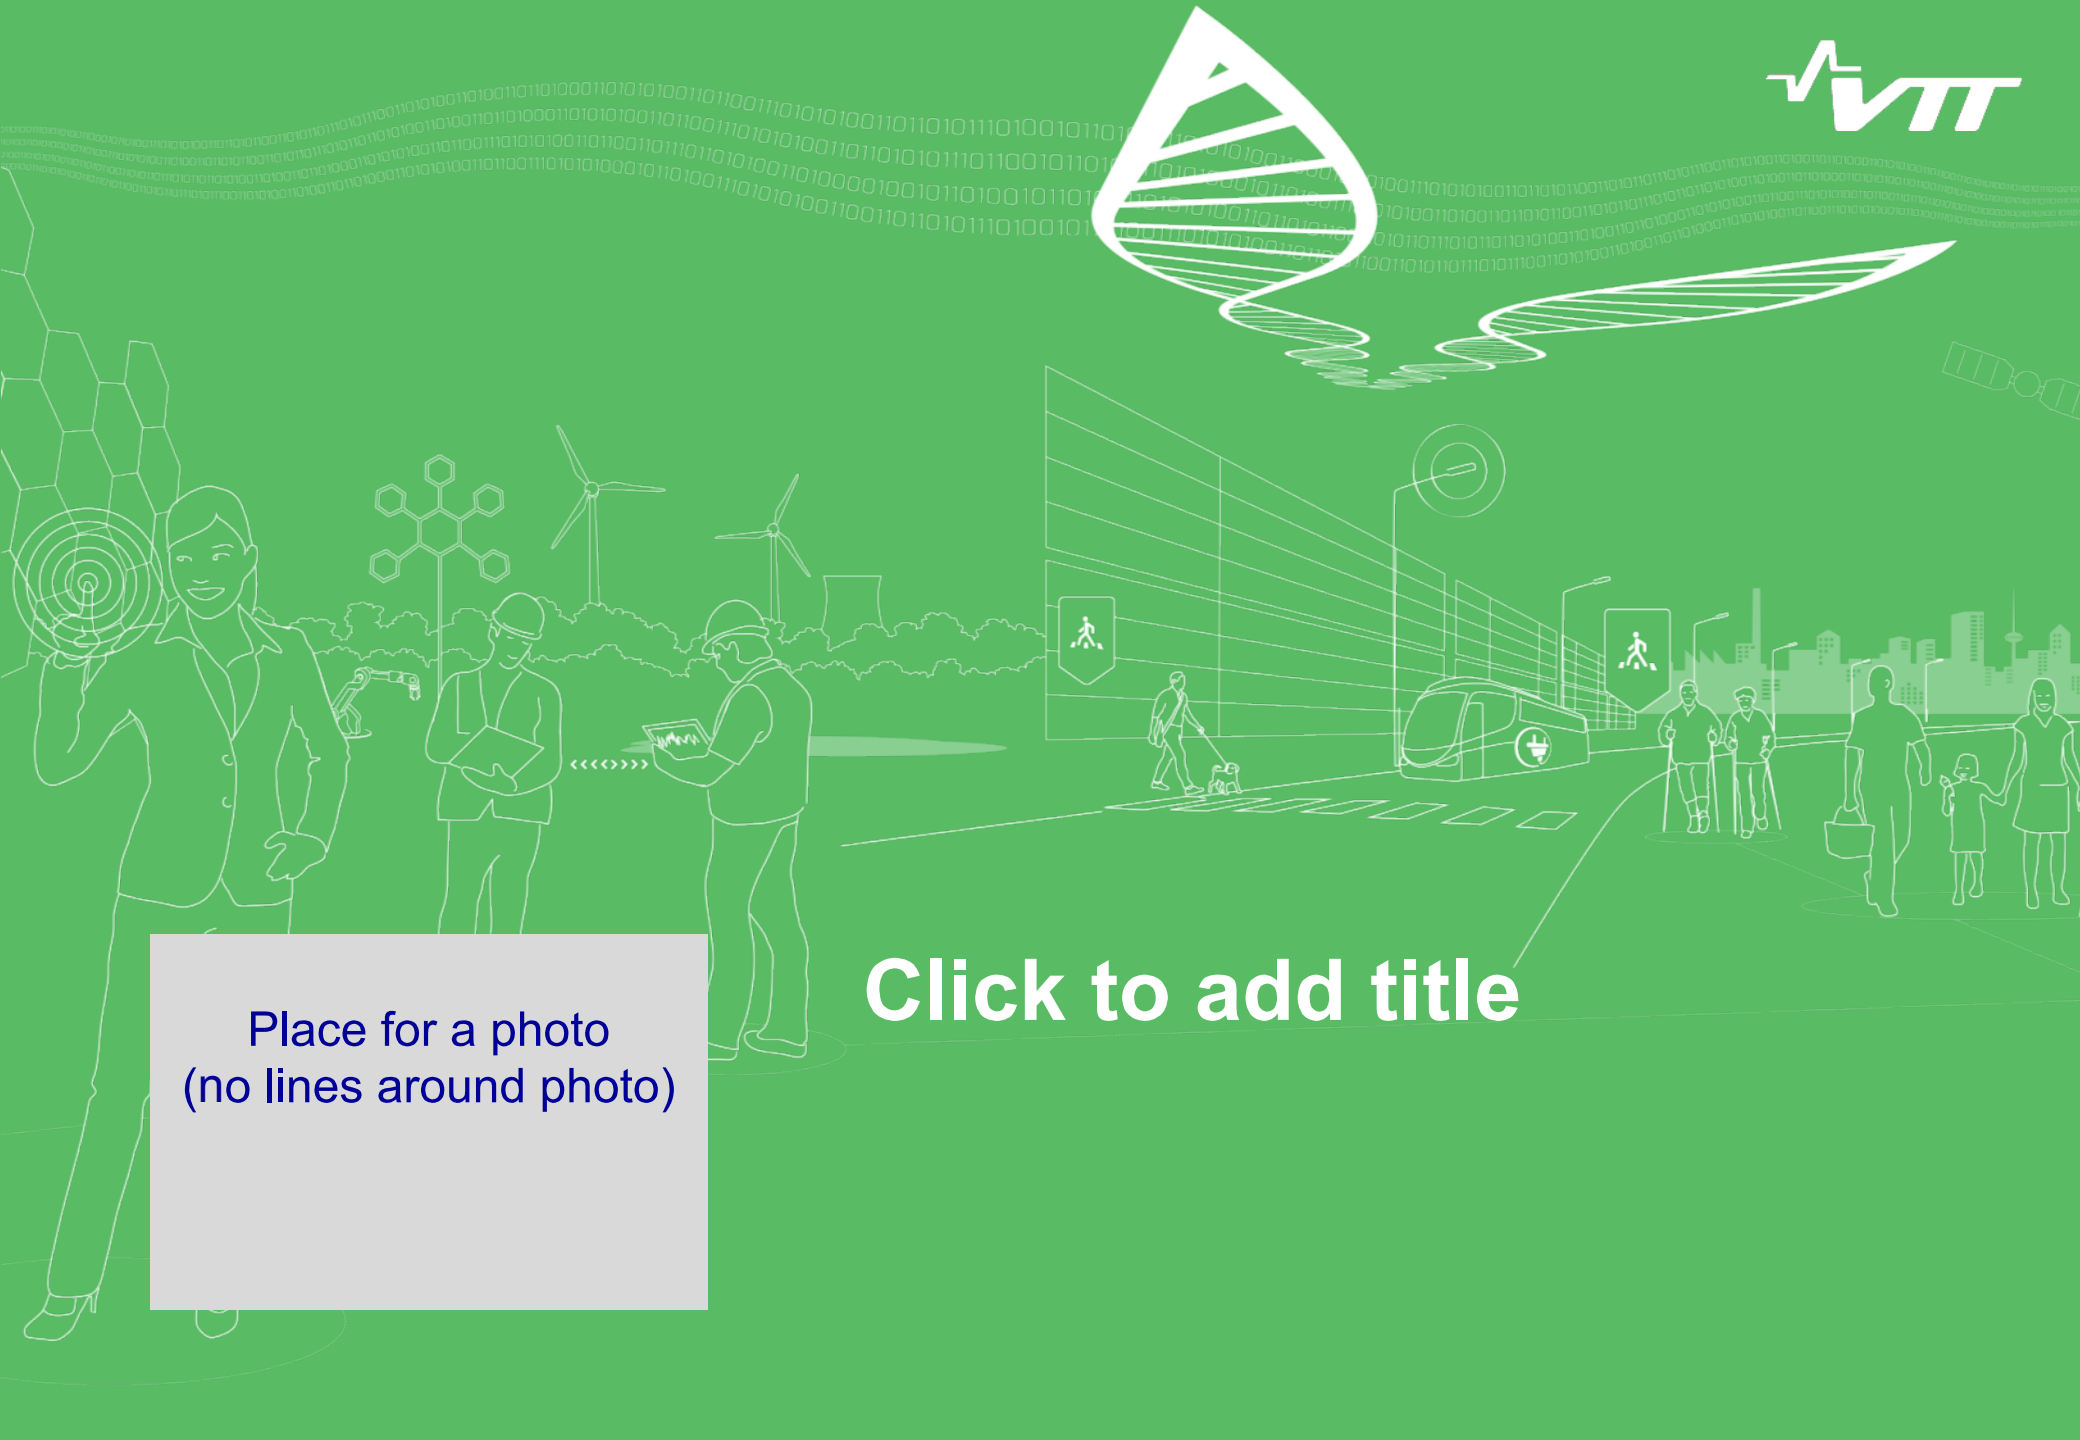 VTT
Click to add title
Place for a photo
(no lines around photo)